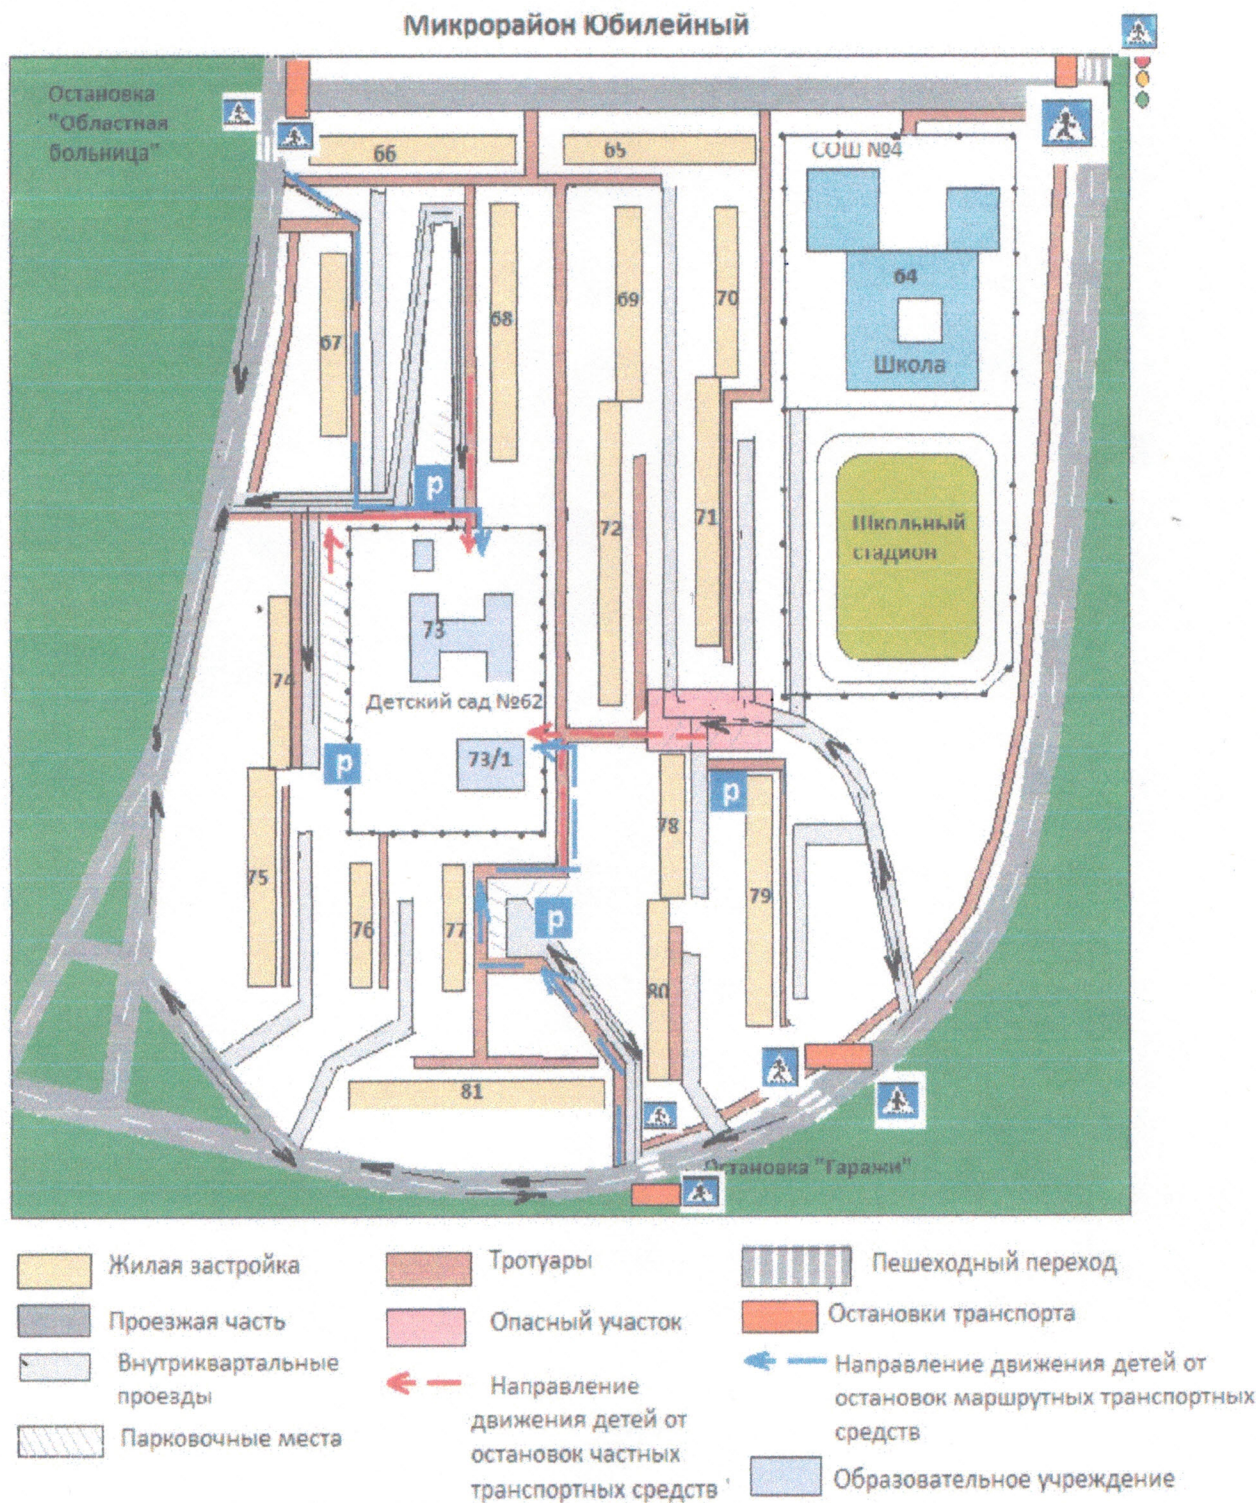 Микрорайон Юбилейный
Остановка
"Областная
больница"
66
65
СОШ №4
64
Школа
67
68
69
70
р
72
71
Школьный
стадион
73
74
Детский сад №62
73/1
р
р
78
75
79
76
77
р
80
81
Остановка "Гаражи"
Жилая застройка
Проезжая часть
Внутриквартальные
проезды
Парковочные места
Тротуары
Опасный участок
Направление
движения детей от
остановок частных
транспортных средств
Пешеходный переход
Остановки транспорта
Направление движения детей от
остановок маршрутных транспортных
средств
Образовательное учреждение